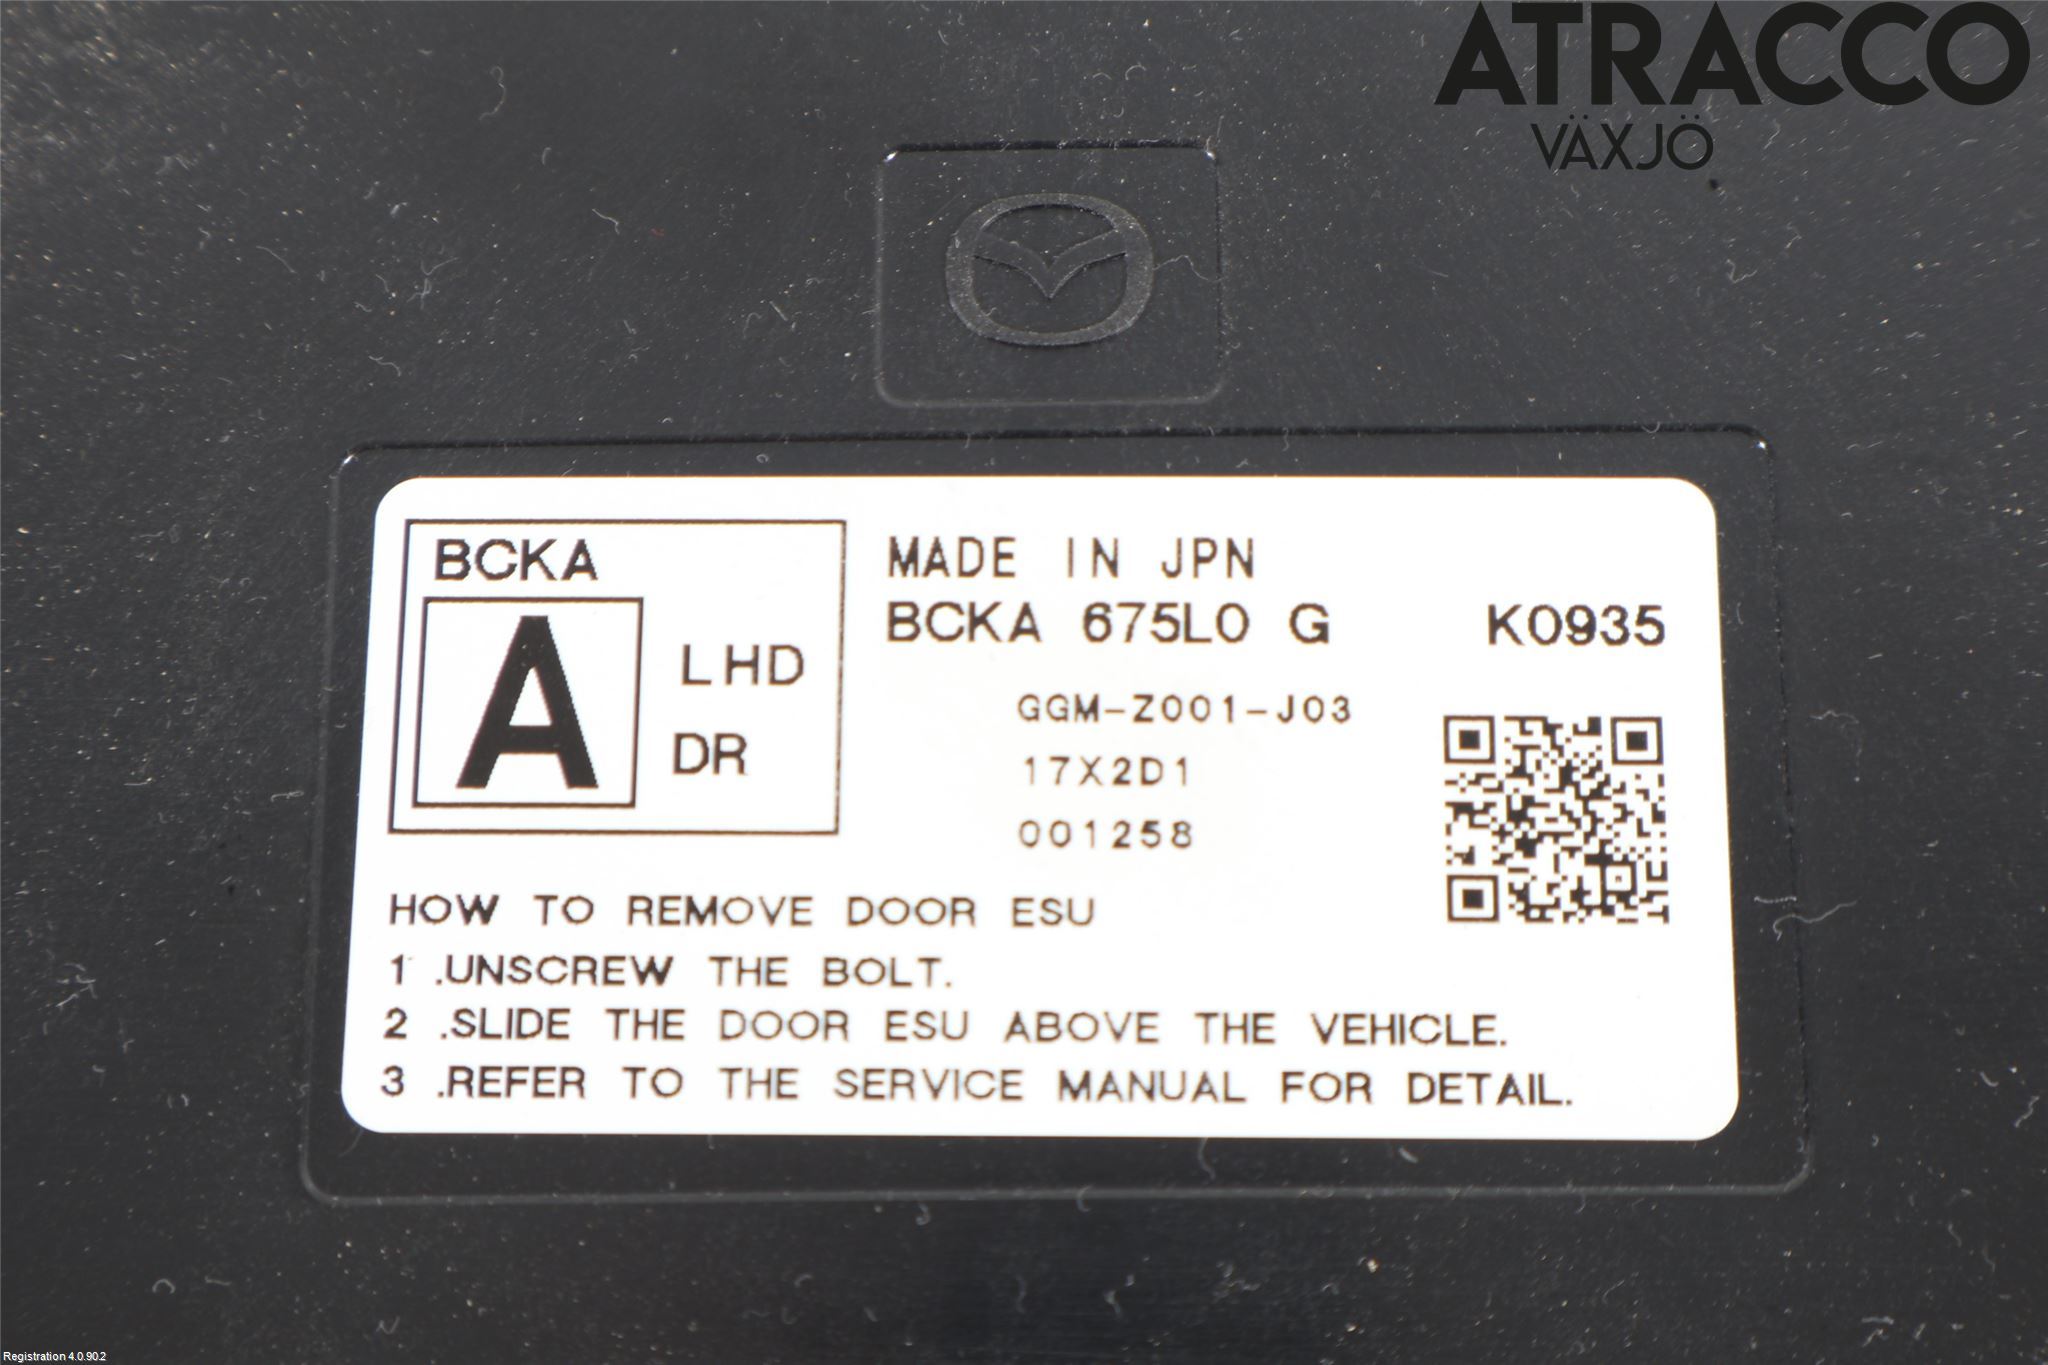 ATRACCO
VÄXJÖ
BCKA
A
LHD
DR
MADE IN JPN
BCKA 675L0 G K0935
GGM-Z001-J03
17X2D1
001258
HOW TO REMOVE DOOR ESU
1 .UNSCREW THE BOLT.
2 .SLIDE THE DOOR ESU ABOVE THE VEHICLE.
3 .REFER TO THE SERVICE MANUAL FOR DETAIL.
Registration 4.0.90.2